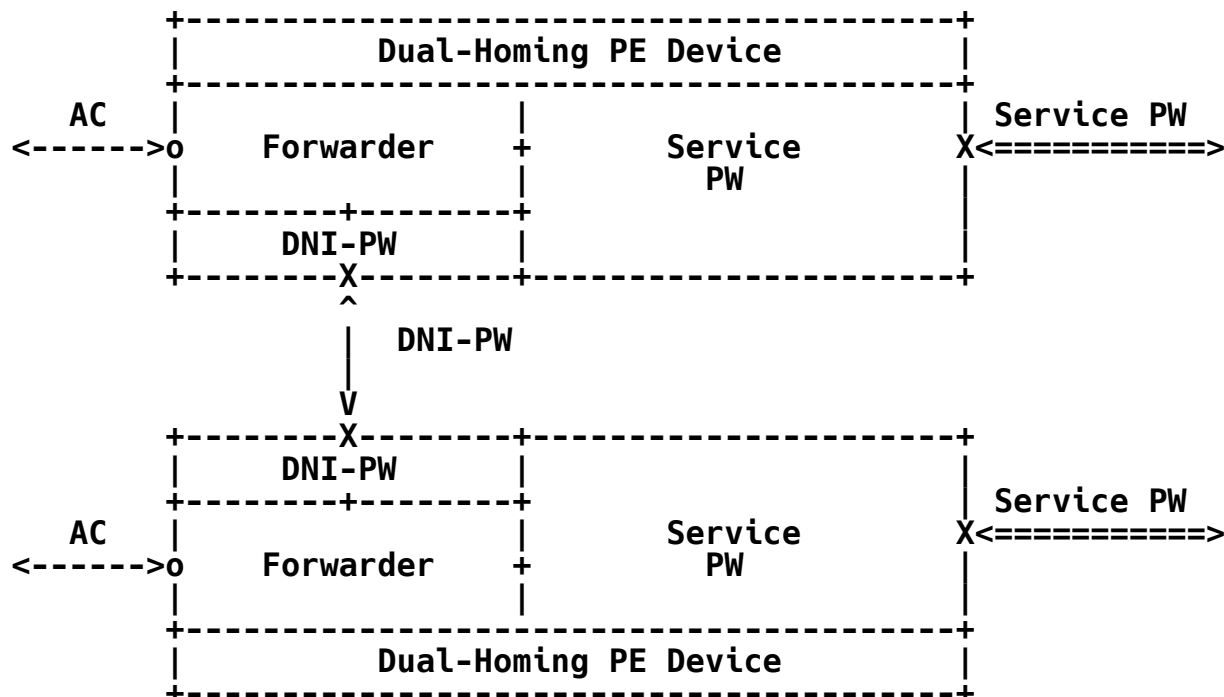 +-----------------------------------------+
|          Dual-Homing PE Device          |
+-----------------------------------------+
   AC   |                 |                      | Service PW
<------>o    Forwarder    +       Service        X<===========>
        |                 |         PW           |
        +--------+--------+                      |
        |     DNI-PW      |                      |
        +--------X--------+----------------------+
                 ^
                 |  DNI-PW
                 |
                 V
        +--------X--------+----------------------+
        |     DNI-PW      |                      |
        +--------+--------+                      | Service PW
   AC   |                 |       Service        X<===========>
<------>o    Forwarder    +         PW           |
        |                 |                      |
        +----------------------------------------+
        |          Dual-Homing PE Device         |
        +----------------------------------------+